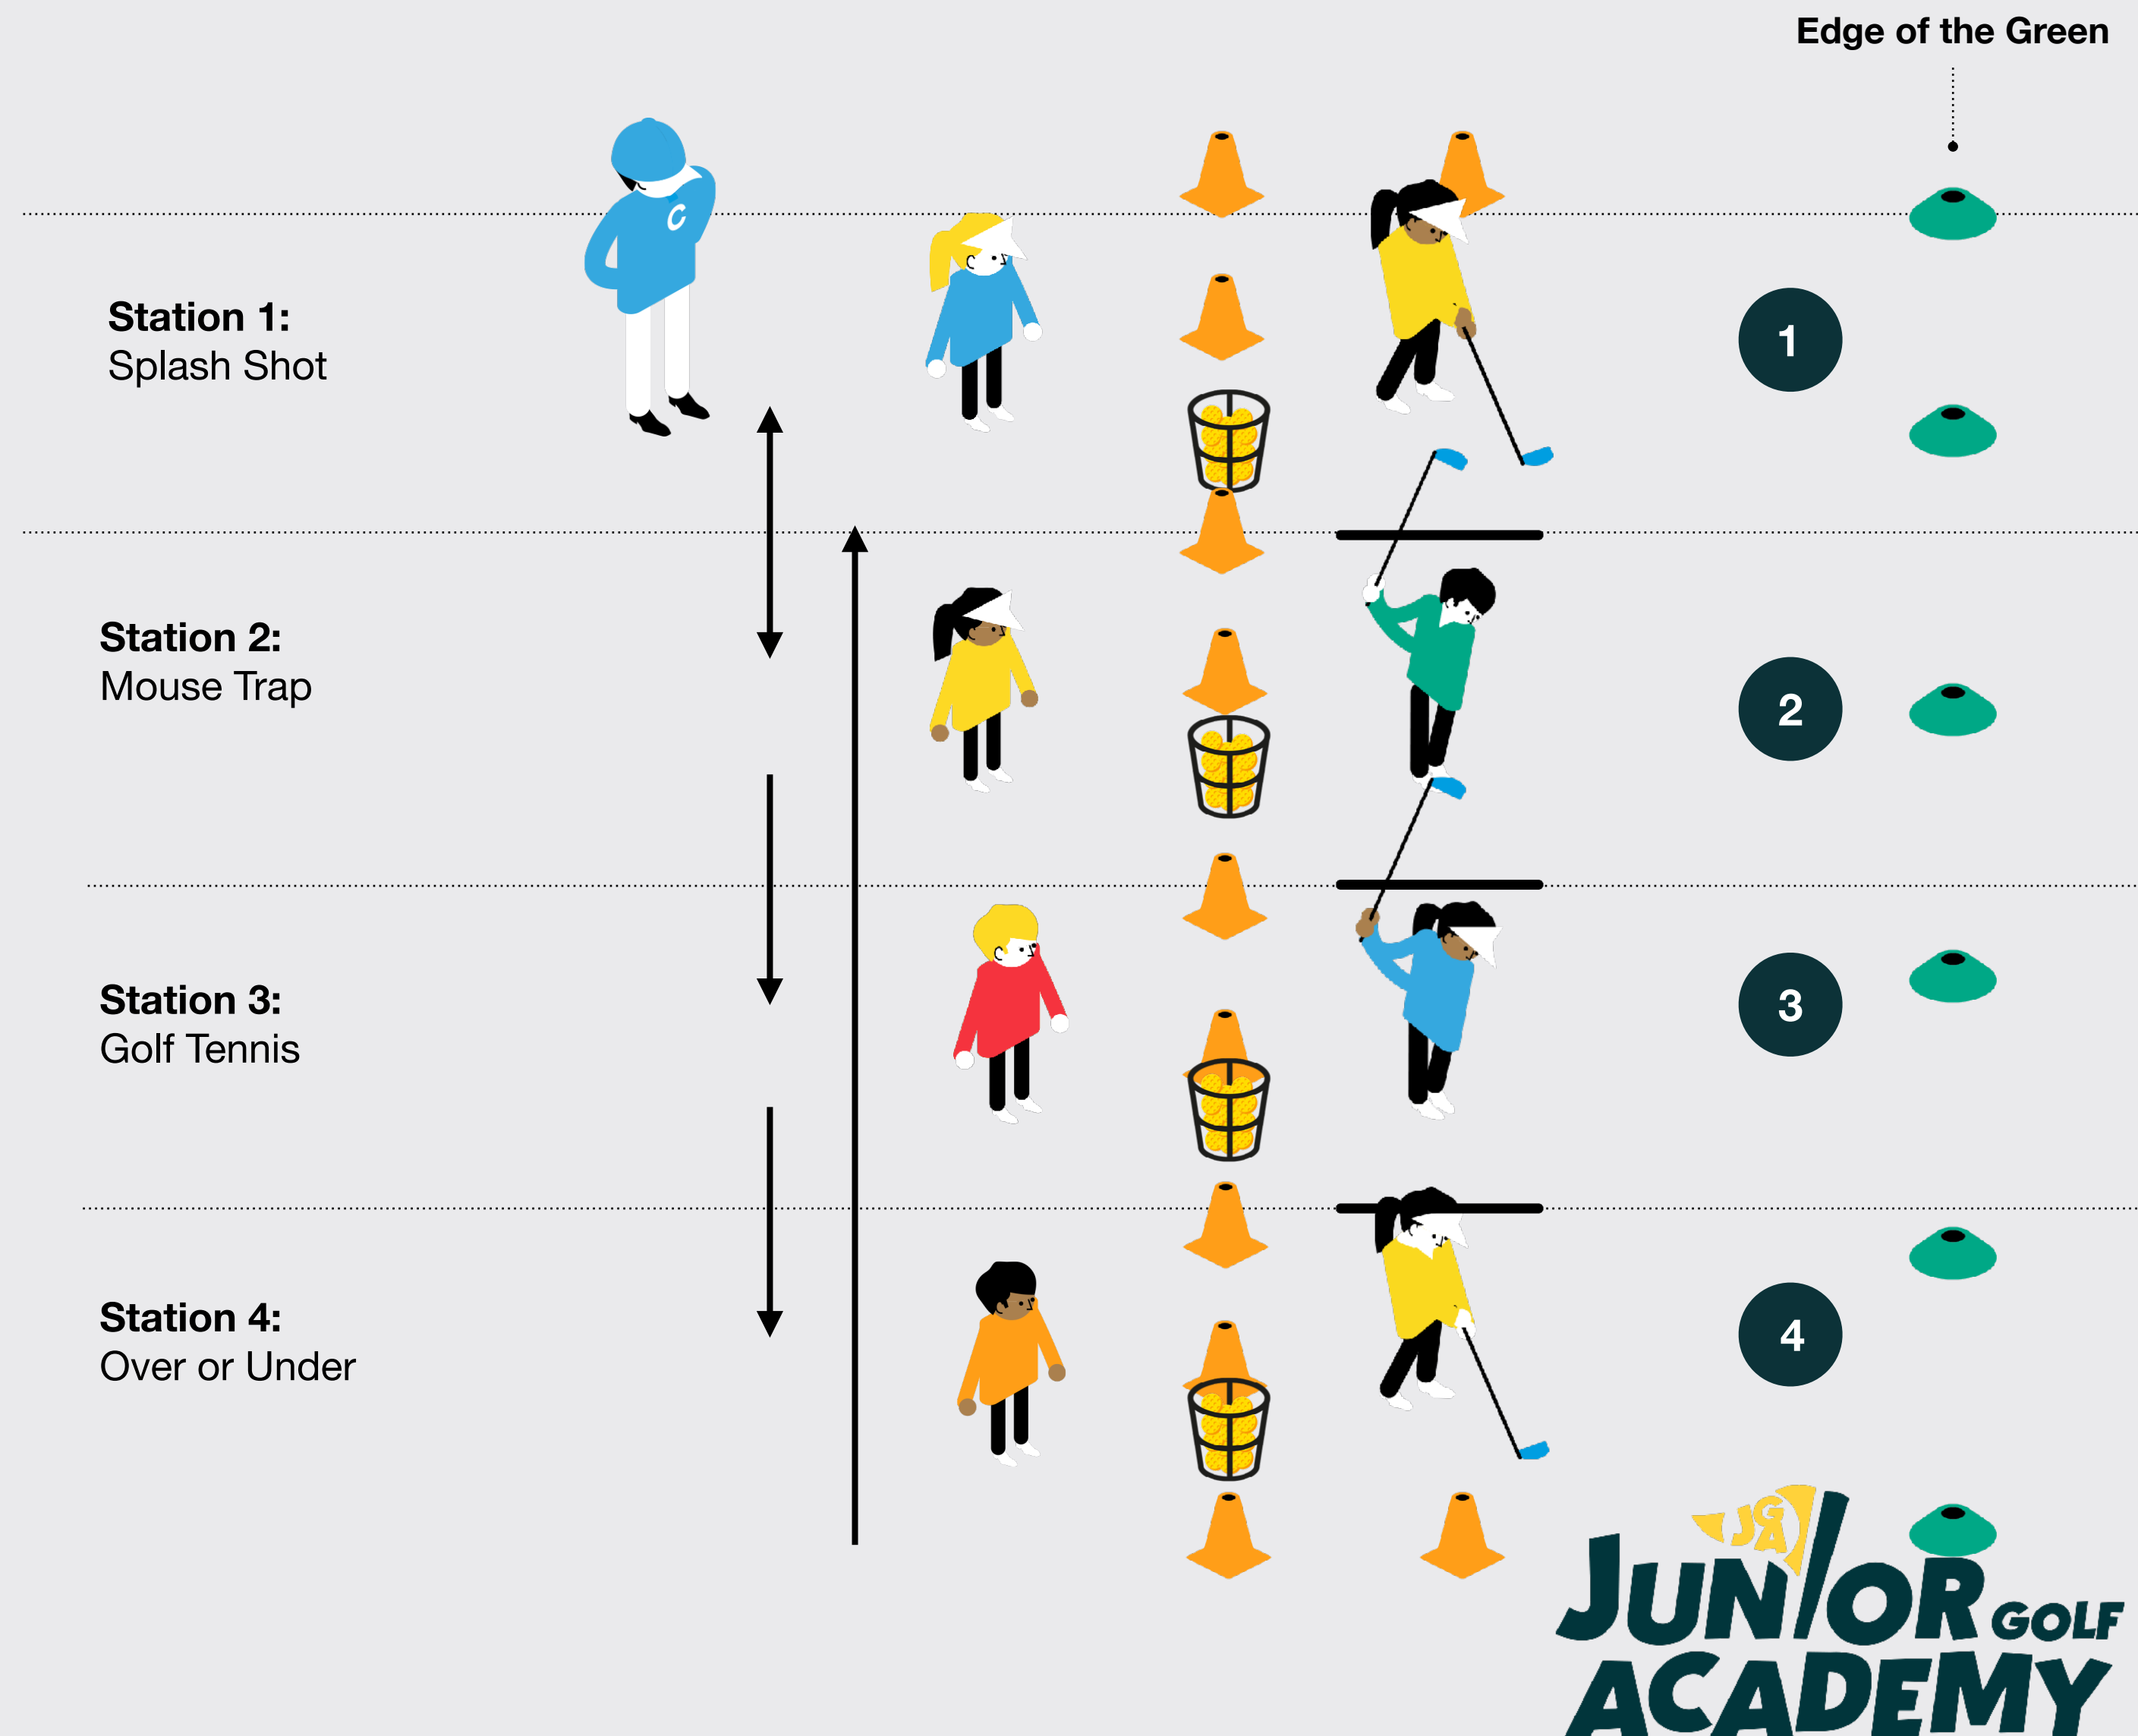 Edge of the Green
C
Station 1:
Splash Shot
1
Station 2:
Mouse Trap
2
Station 3:
Golf Tennis
3
Station 4:
Over or Under
4
JGA
JUNIOR GOLF
ACADEMY